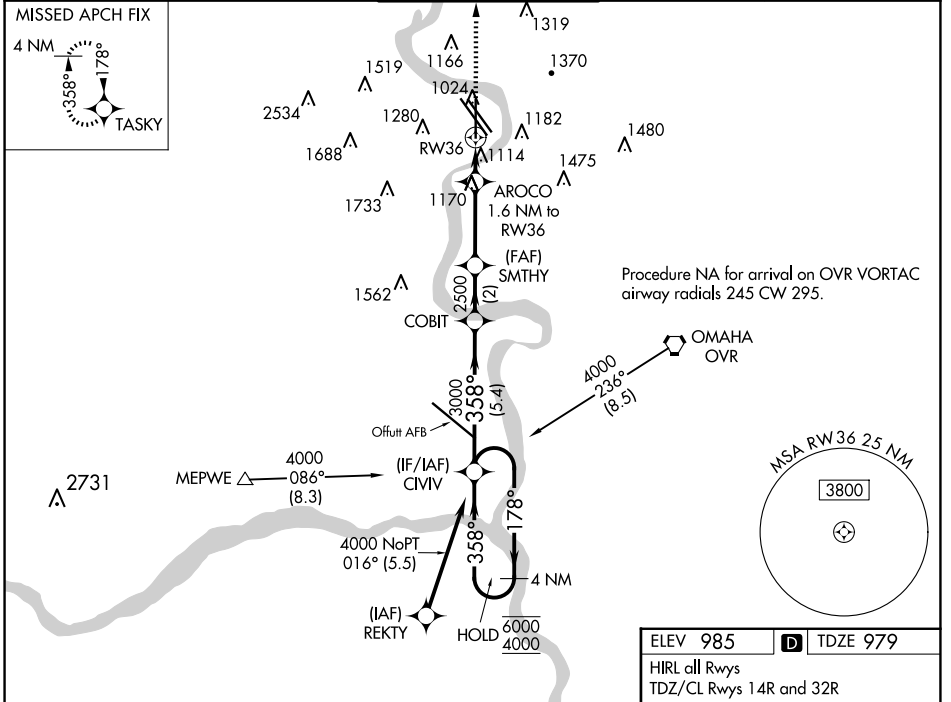 MISSED APCH FIX
4 NM
358°
178°
TASKY
1319
1166
1370
1519
1024
2534
1280
1182
1480
RW36
1688
1114
1475
1170
AROCO
1.6 NM to
RW36
1733
(FAF)
SMTHY
1562
2500
(2)
COBIT
Procedure NA for arrival on OVR VORTAC
airway radials 245 CW 295.
OMAHA
OVR
4000
236°
(8.5)
3000
358°
(5.4)
Offutt AFB
MSA RW36 25 NM
3800
(IF/IAF)
CIVIV
MEPWE
4000
086°
(8.3)
2731
178°
358°
4000 NoPT
016° (5.5)
4 NM
(IAF)
REKTY
HOLD
6000
4000
ELEV 985
D
TDZE 979
HIRL all Rwys
TDZ/CL Rwys 14R and 32R